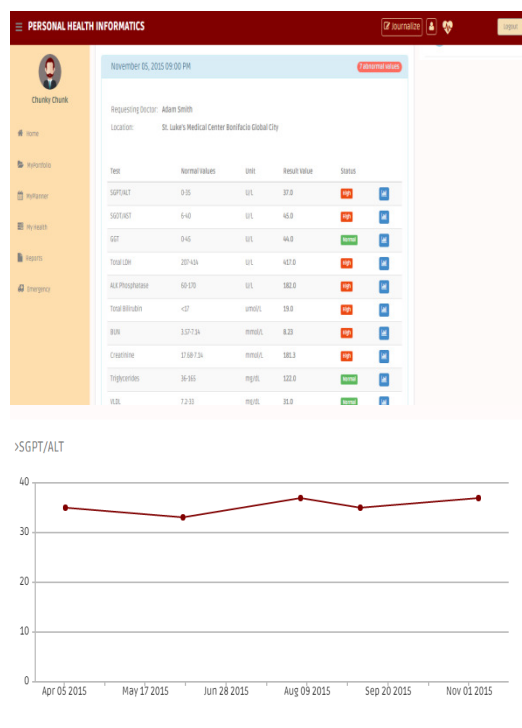 PERSONAL HEALTH INFORMATICS
Journalize
Logout
Chunky Chunk
Home
MyPortfolio
MyPlanner
MyHealth
Reports
Emergency
November 05, 2015 09:00 PM
7 abnormal values
Requesting Doctor: Adam Smith
Location: St. Luke's Medical Center Bonifacio Global City
Test Normal Values Unit Result Value Status
SGPT/ALT 0-35 U/L 37.0 High
SGOT/AST 6-40 U/L 45.0 High
GGT 0-45 U/L 44.0 Normal
Total LDH 207-414 U/L 417.0 High
ALK Phosphatase 60-170 U/L 182.0 High
Total Bilirubin <17 umol/L 19.0 High
BUN 3.57-7.14 mmol/L 8.23 High
Creatinine 17.68-7.14 mmol/L 181.3 High
Triglycerides 36-165 mg/dL 122.0 Normal
VLDL 7.2-33 mg/dL 31.0 Normal
>SGPT/ALT
40
30
20
10
0
Apr 05 2015 May 17 2015 Jun 28 2015 Aug 09 2015 Sep 20 2015 Nov 01 2015